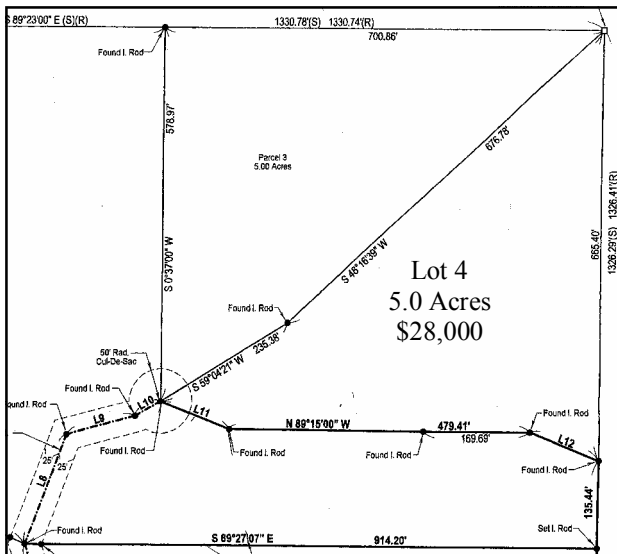 S 89°23'00" E (S)(R)
1330.78'(S) 1330.74'(R)
700.86'
Found I. Rod
578.97'
Parcel 3
5.00 Acres
676.78'
1326.41'(R)
1326.29'(S)
665.40'
S 0°37'00" W
S 48°16'39" W
Lot 4
5.0 Acres
$28,000
Found I. Rod
235.38'
S 59°04'21" W
50' Rad.
Cul-De-Sac
Found I. Rod
L10
L9
ound I. Rod
L11
N 89°15'00" W
479.41'
169.69'
Found I. Rod
L12
Found I. Rod
Found I. Rod
Found I. Rod
Found I. Rod
25'
25'
L8
135.44'
Found I. Rod
Set I. Rod
S 69°27'07" E
914.20'